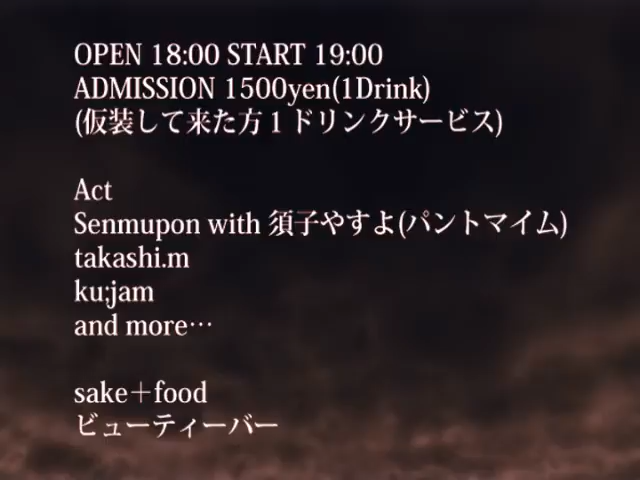 OPEN 18:00 START 19:00
ADMISSION 1500yen(1Drink)
(仮装して来た方１ドリンクサービス)
Act
Senmupon with 須子やすよ(パントマイム)
takashi.m
ku;jam
and more…
sake＋food
ビューティーバー